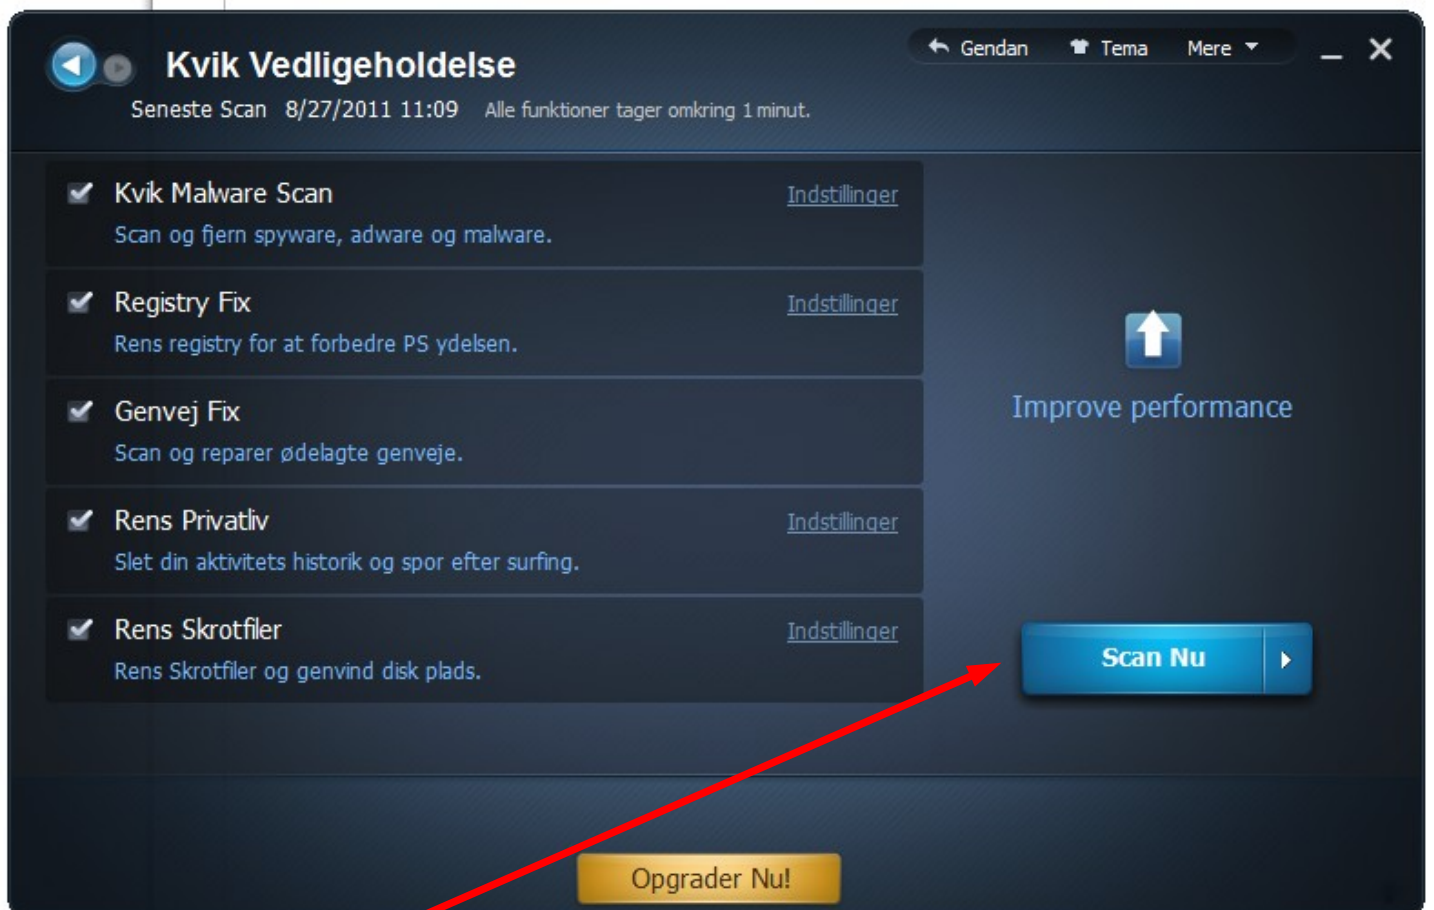 Kvik Vedligeholdelse
Gendan Tema Mere
Seneste Scan 8/27/2011 11:09 Alle funktioner tager omkring 1 minut.
Kvik Malware Scan Indstillinger
Scan og fjern spyware, adware og malware.
Registry Fix Indstillinger
Rens registry for at forbedre PS ydelsen.
Improve performance
Genvej Fix
Scan og reparer ødelagte genveje.
Rens Privatliv Indstillinger
Slet din aktivitets historik og spor efter surfing.
Rens Skrotfiler Indstillinger
Rens Skrotfiler og genvind disk plads.
Scan Nu
Opgrader Nu!